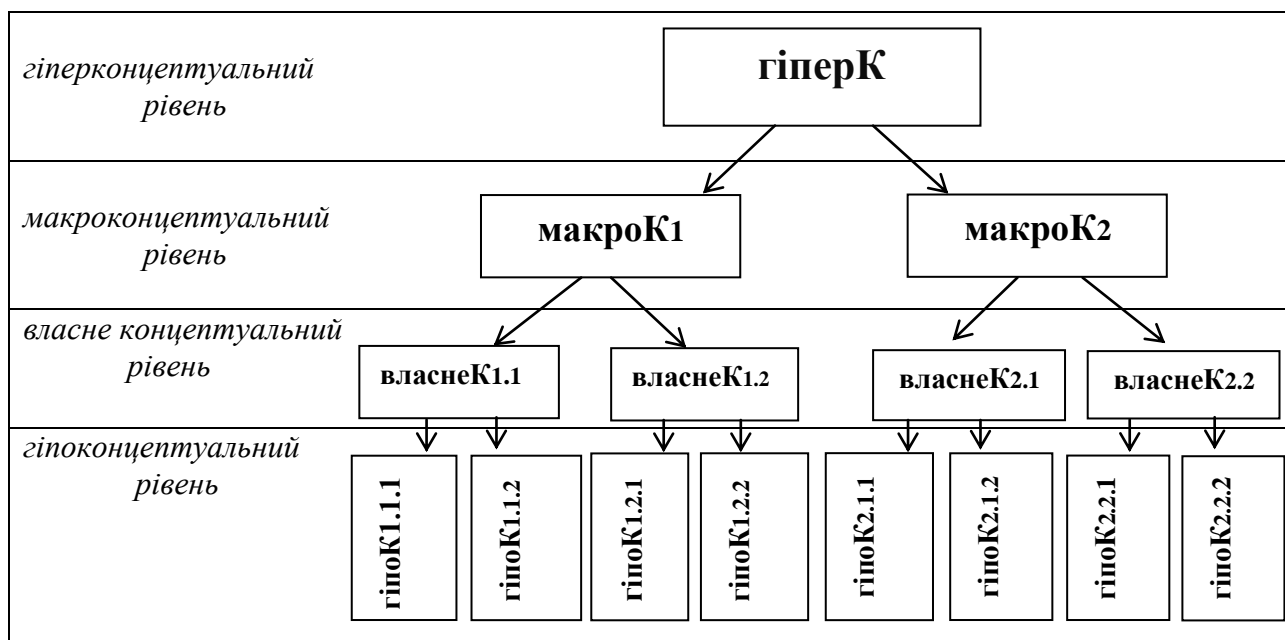 гіперконцептуальний
рівень
гіперК
макроконцептуальний
рівень
макроК1
макроК2
власне концептуальний
рівень
власнеК1.1
власнеК1.2
власнеК2.1
власнеК2.2
гіпоконцептуальний
рівень
гіпоК1.1.1
гіпоК1.1.2
гіпоК1.2.1
гіпоК1.2.2
гіпоК2.1.1
гіпоК2.1.2
гіпоК2.2.1
гіпоК2.2.2